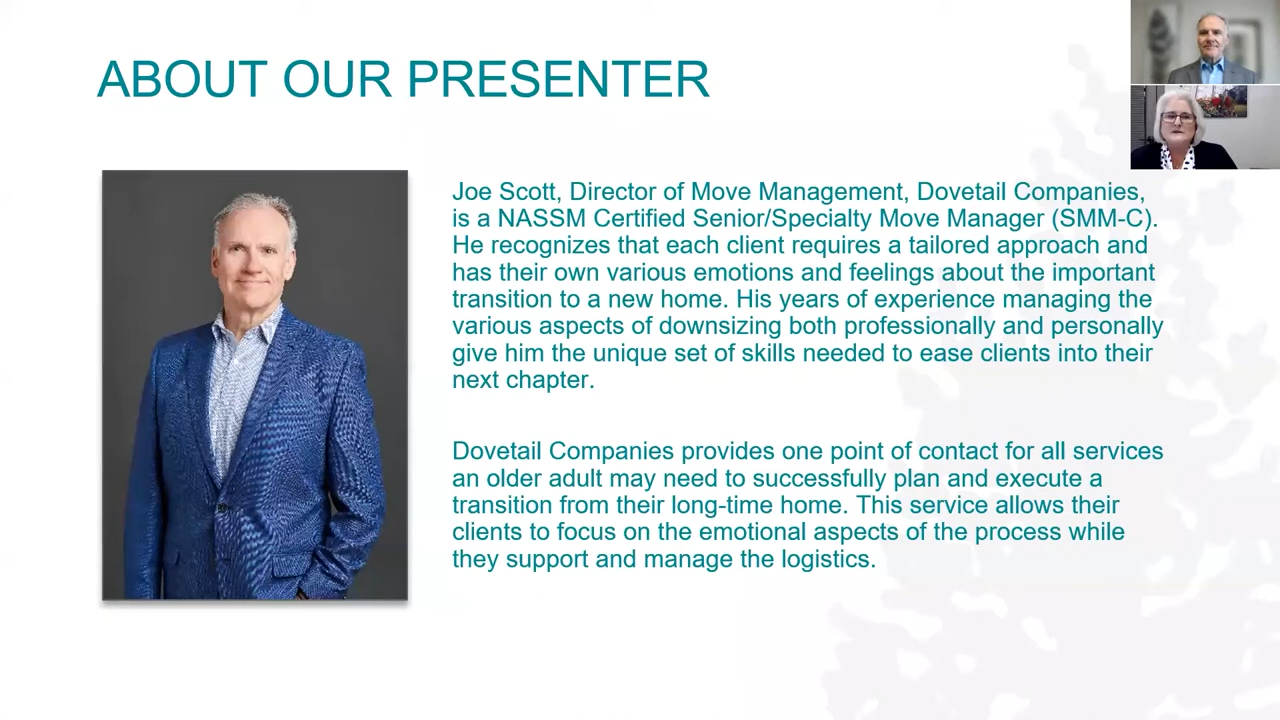 ABOUT OUR PRESENTER
Joe Scott, Director of Move Management, Dovetail Companies,
is a NASSM Certified Senior/Specialty Move Manager (SMM-C).
He recognizes that each client requires a tailored approach and
has their own various emotions and feelings about the important
transition to a new home. His years of experience managing the
various aspects of downsizing both professionally and personally
give him the unique set of skills needed to ease clients into their
next chapter.
Dovetail Companies provides one point of contact for all services
an older adult may need to successfully plan and execute a
transition from their long-time home. This service allows their
clients to focus on the emotional aspects of the process while
they support and manage the logistics.